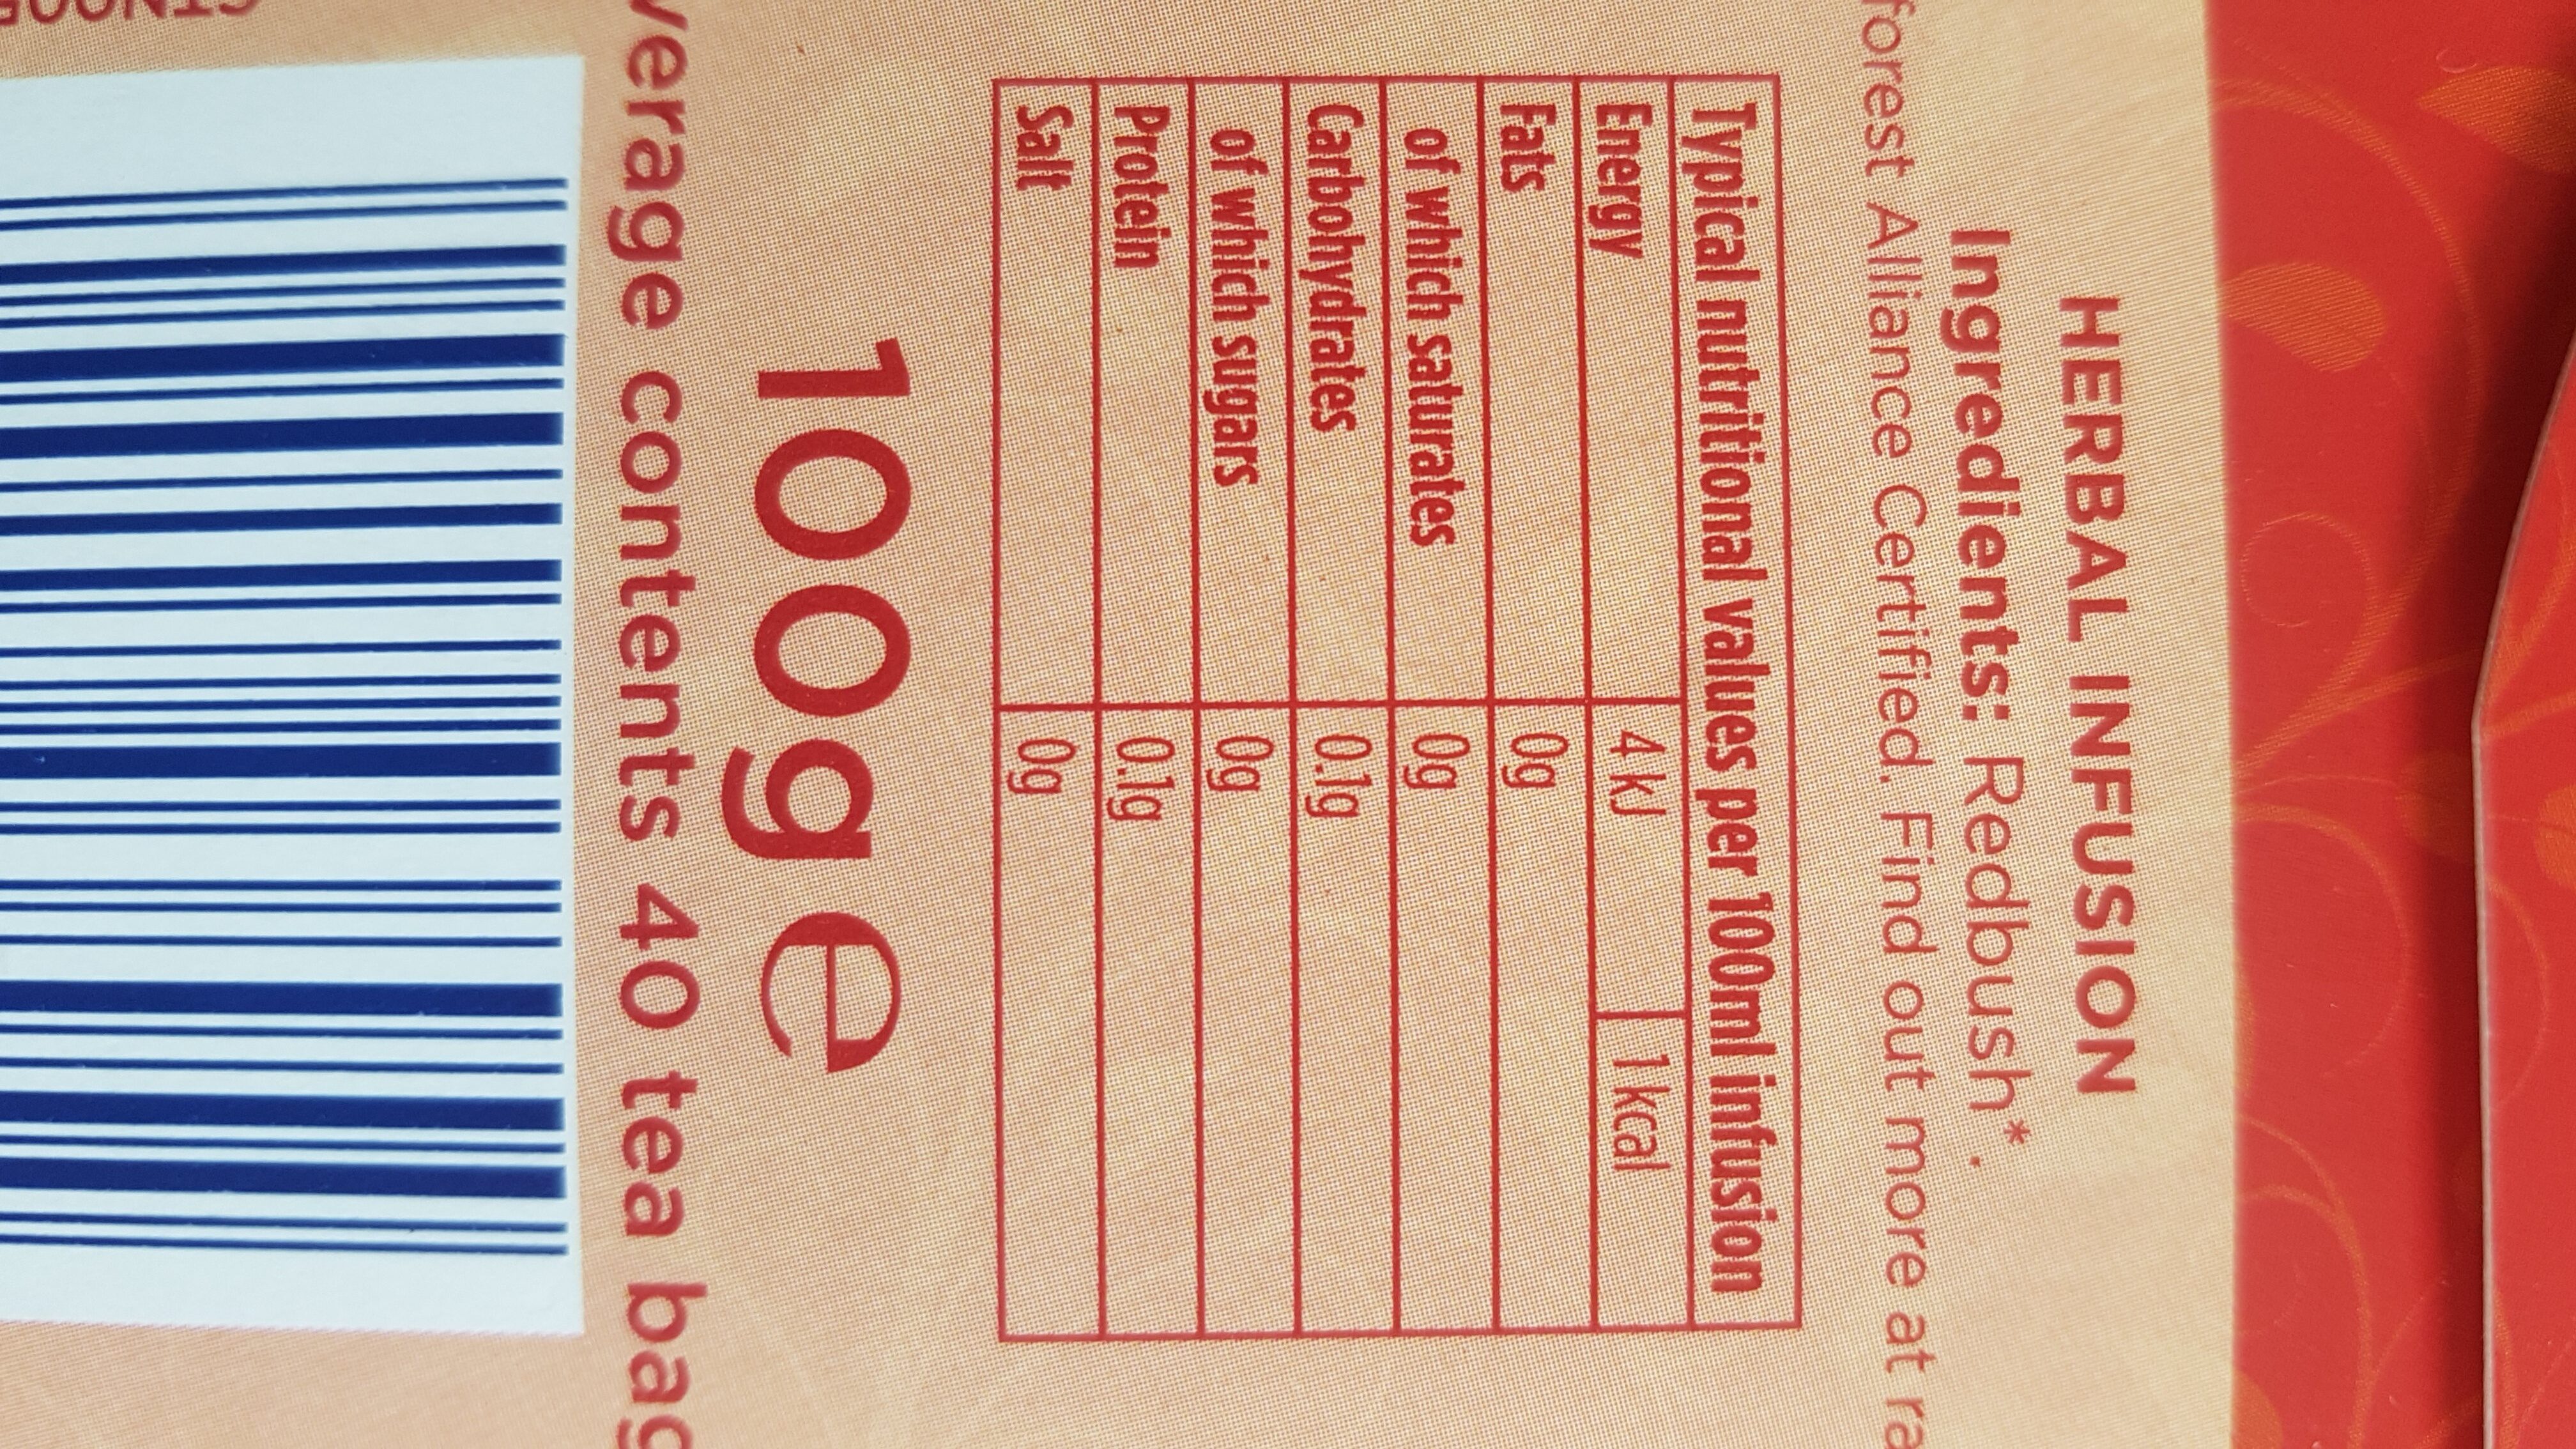 HERBAL INFUSION
Ingredients: Redbush*.
forest Alliance Certified. Find out more at ra
Typical nutritional values per 100ml infusion
Energy 4 kJ 1 kcal
Fats 0g
of which saturates 0g
Carbohydrates 0.1g
of which sugars 0g
Protein 0.1g
Salt 0g
100g e
verage contents 40 tea bag